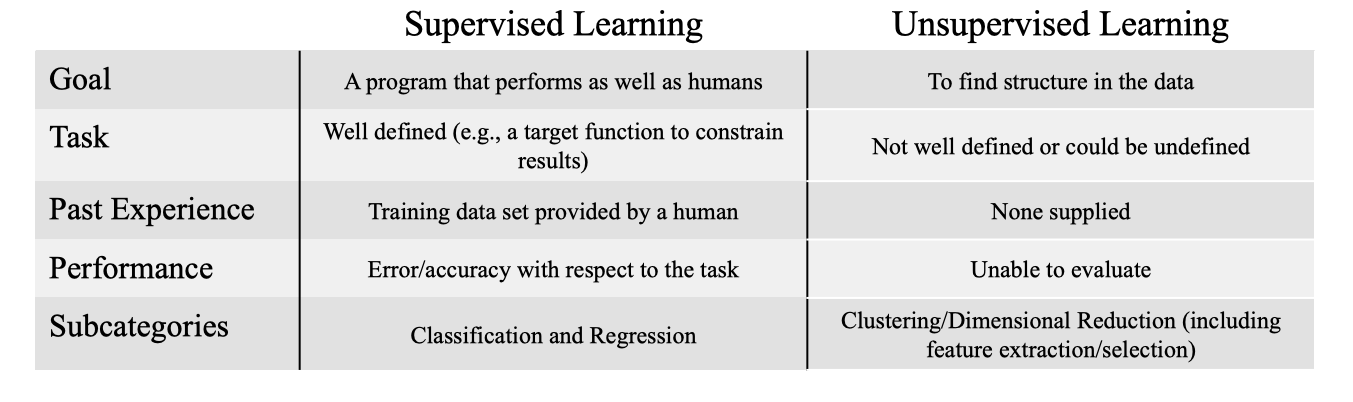 Supervised Learning
Unsupervised Learning
Goal
A program that performs as well as humans
To find structure in the data
Task
Well defined (e.g., a target function to constrain
results)
Not well defined or could be undefined
Past Experience
Training data set provided by a human
None supplied
Performance
Error/accuracy with respect to the task
Unable to evaluate
Subcategories
Classification and Regression
Clustering/Dimensional Reduction (including
feature extraction/selection)